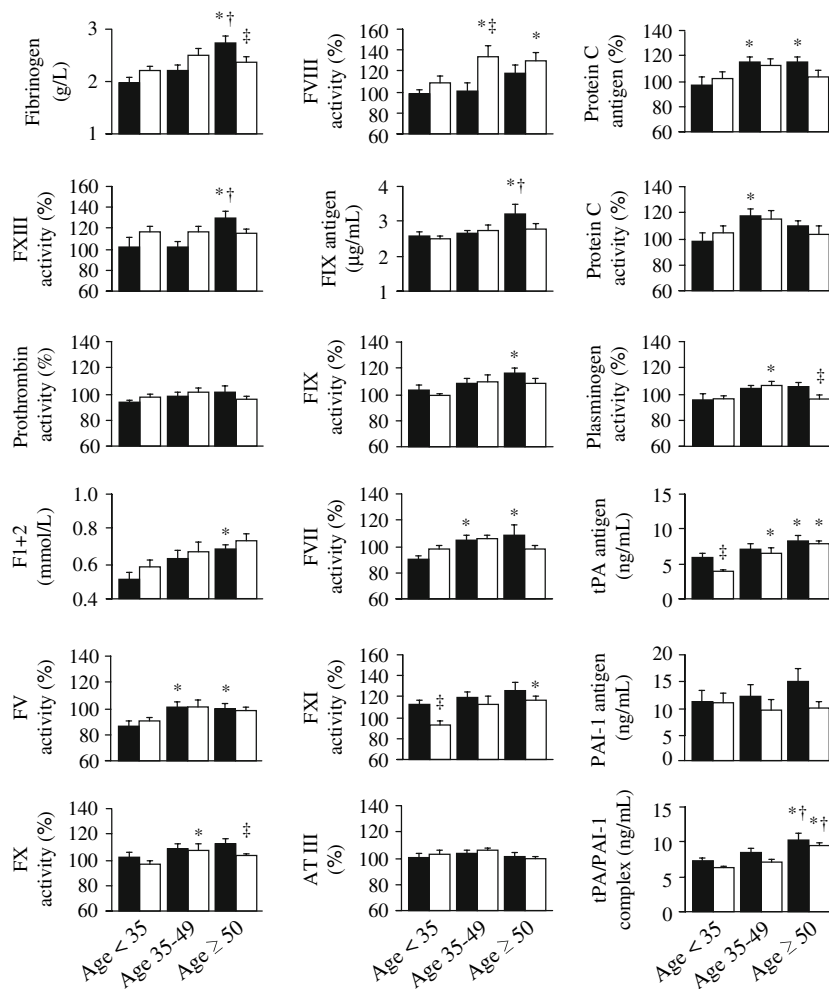 Fibrinogen
(g/L)
3
2
1
*†
‡
FVIII
activity (%)
160
140
120
100
80
60
*‡
*
Protein C
antigen (%)
140
120
100
80
60
*
*
FXIII
activity (%)
160
140
120
100
80
60
*†
FIX antigen
(μg/mL)
4
3
2
1
*†
Protein C
activity (%)
140
120
100
80
60
*
Prothrombin
activity (%)
140
120
100
80
60
FIX
activity (%)
140
120
100
80
60
*
Plasminogen
activity (%)
140
120
100
80
60
*
‡
F1+2
(mmol/L)
1.0
0.8
0.6
0.4
*
FVII
activity (%)
140
120
100
80
60
*
*
tPA antigen
(ng/mL)
15
10
5
0
‡
*
*
*
FV
activity (%)
140
120
100
80
60
*
*
FXI
activity (%)
160
140
120
100
80
60
‡
*
PAI-1 antigen
(ng/mL)
20
15
10
5
0
FX
activity (%)
140
120
100
80
60
*
‡
AT III
(%)
140
120
100
80
60
tPA/PAI-1
complex (ng/mL)
15
10
5
0
*†
*†
Age < 35
Age 35-49
Age ≥ 50
Age < 35
Age 35-49
Age ≥ 50
Age < 35
Age 35-49
Age ≥ 50